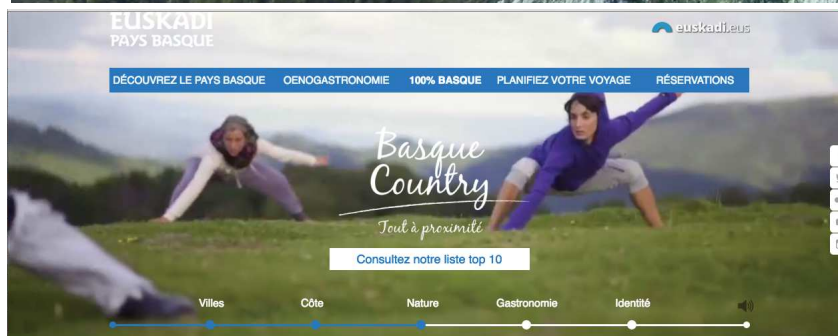 EUSKADI
PAYS BASQUE
euskadi.eus
DÉCOUVREZ LE PAYS BASQUE OENOGASTRONOMIE 100% BASQUE PLANIFIEZ VOTRE VOYAGE RÉSERVATIONS
Basque
Country
Tout à proximité
Consultez notre liste top 10
Villes Côte Nature Gastronomie Identité